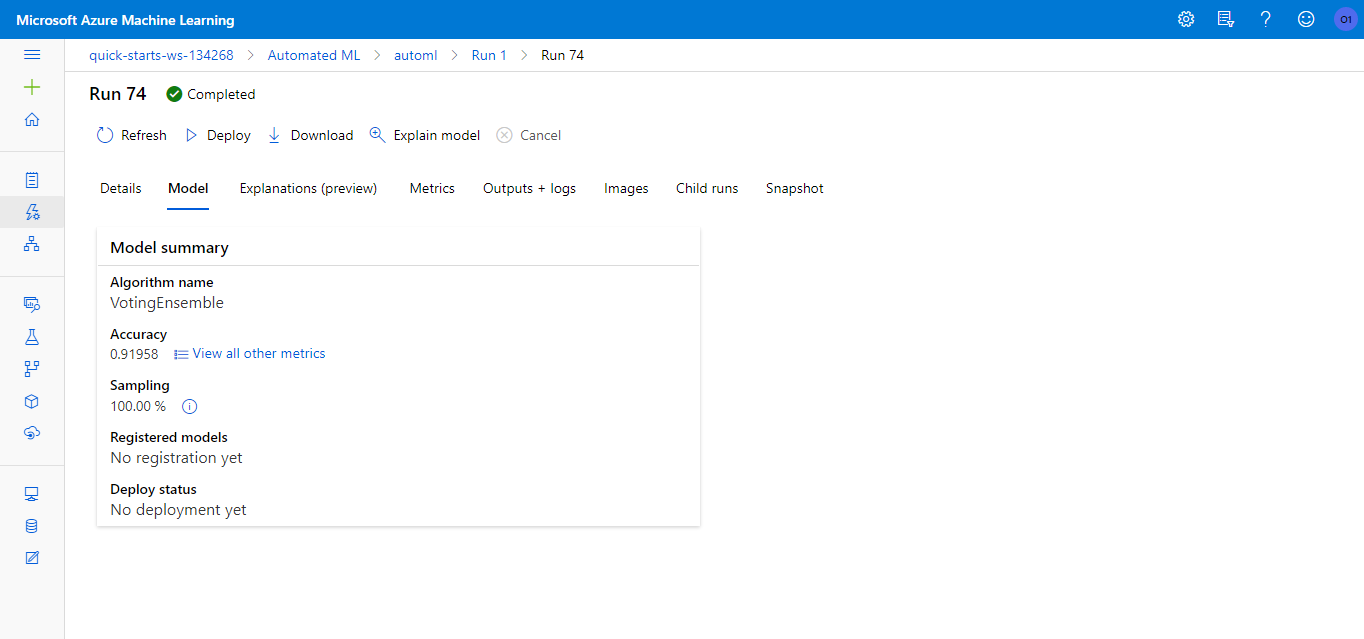 Microsoft Azure Machine Learning
?
O1
quick-starts-ws-134268 > Automated ML > automl > Run 1 > Run 74
Run 74 Completed
Refresh Deploy Download Explain model Cancel
Details Model Explanations (preview) Metrics Outputs + logs Images Child runs Snapshot
Model summary
Algorithm name
VotingEnsemble
Accuracy
0.91958 View all other metrics
Sampling
100.00 %
Registered models
No registration yet
Deploy status
No deployment yet